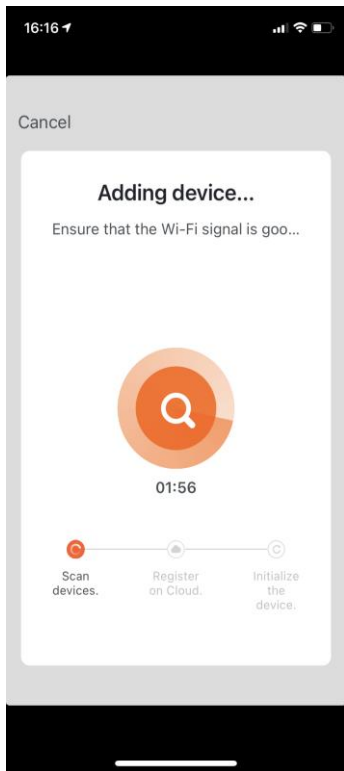 16:16
Cancel
Adding device...
Ensure that the Wi-Fi signal is goo...
01:56
Scan
devices.
Register
on Cloud.
Initialize
the
device.